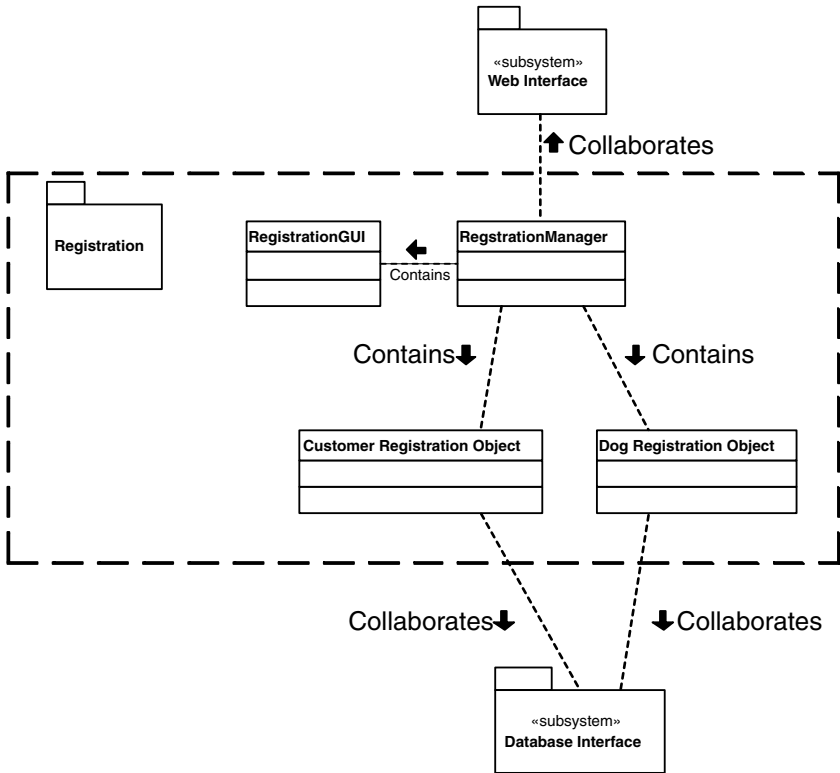 «subsystem»
Web Interface
Collaborates
Registration
RegistrationGUI
RegstrationManager
Contains
Contains
Contains
Customer Registration Object
Dog Registration Object
Collaborates
Collaborates
«subsystem»
Database Interface